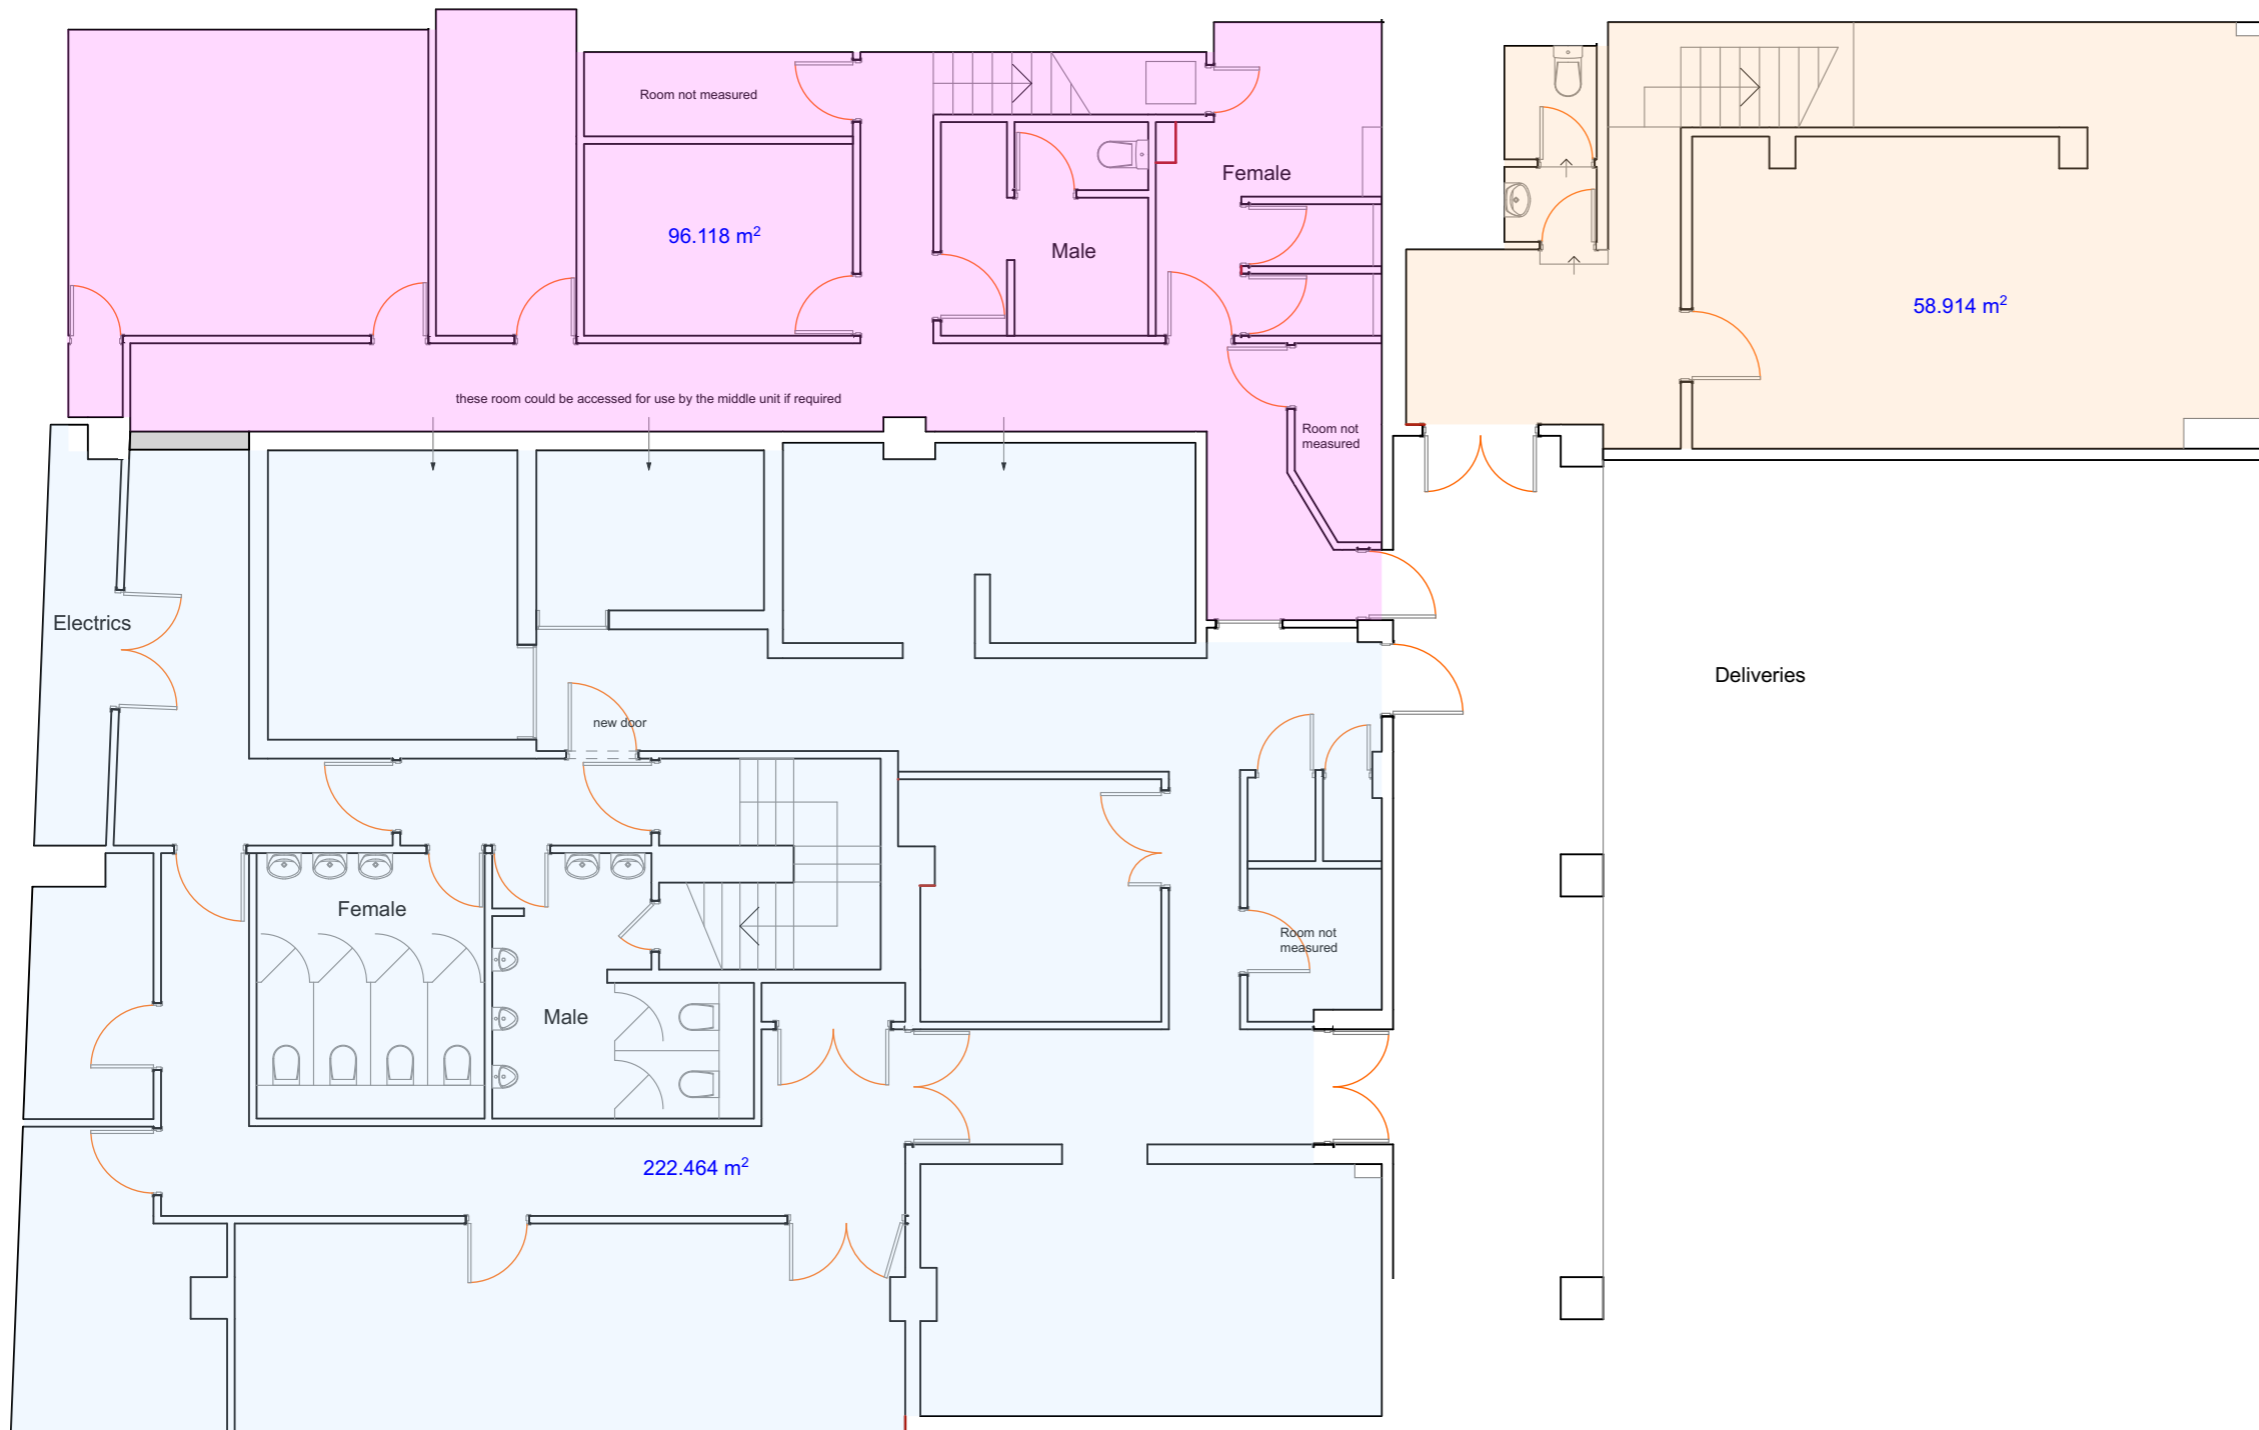 Room not measured
Female
96.118 m²
Male
58.914 m²
these room could be accessed for use by the middle unit if required
Room not
measured
Electrics
Deliveries
new door
Female
Room not
measured
Male
222.464 m²